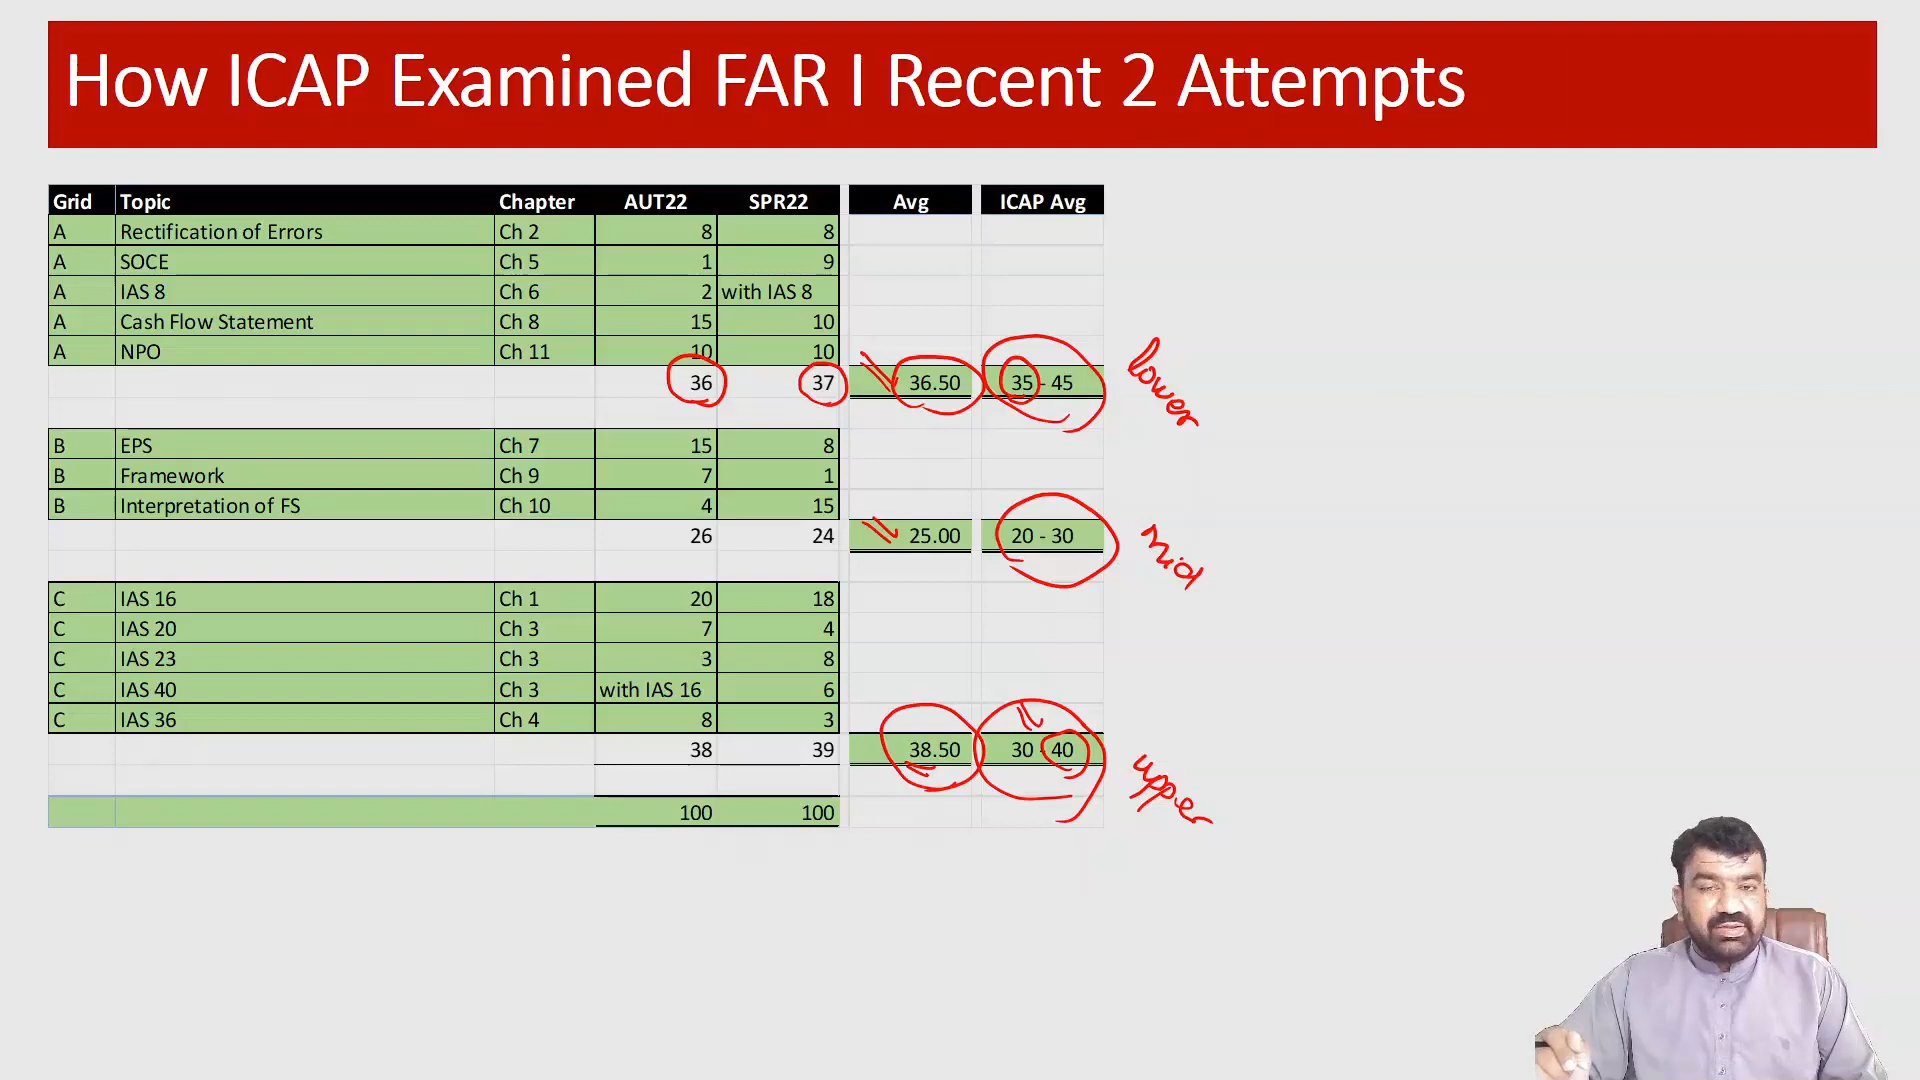 How ICAP Examined FAR I Recent 2 Attempts
Grid Topic Chapter AUT22 SPR22 Avg ICAP Avg
A Rectification of Errors Ch 2 8 8
A SOCE Ch 5 1 9
A IAS 8 Ch 6 2 with IAS 8
A Cash Flow Statement Ch 8 15 10
A NPO Ch 11 10 10
36 37 36.50 35 - 45 lower
B EPS Ch 7 15 8
B Framework Ch 9 7 1
B Interpretation of FS Ch 10 4 15
26 24 25.00 20 - 30 Mid
C IAS 16 Ch 1 20 18
C IAS 20 Ch 3 7 4
C IAS 23 Ch 3 3 8
C IAS 40 Ch 3 with IAS 16 6
C IAS 36 Ch 4 8 3
38 39 38.50 30 - 40 upper
100 100